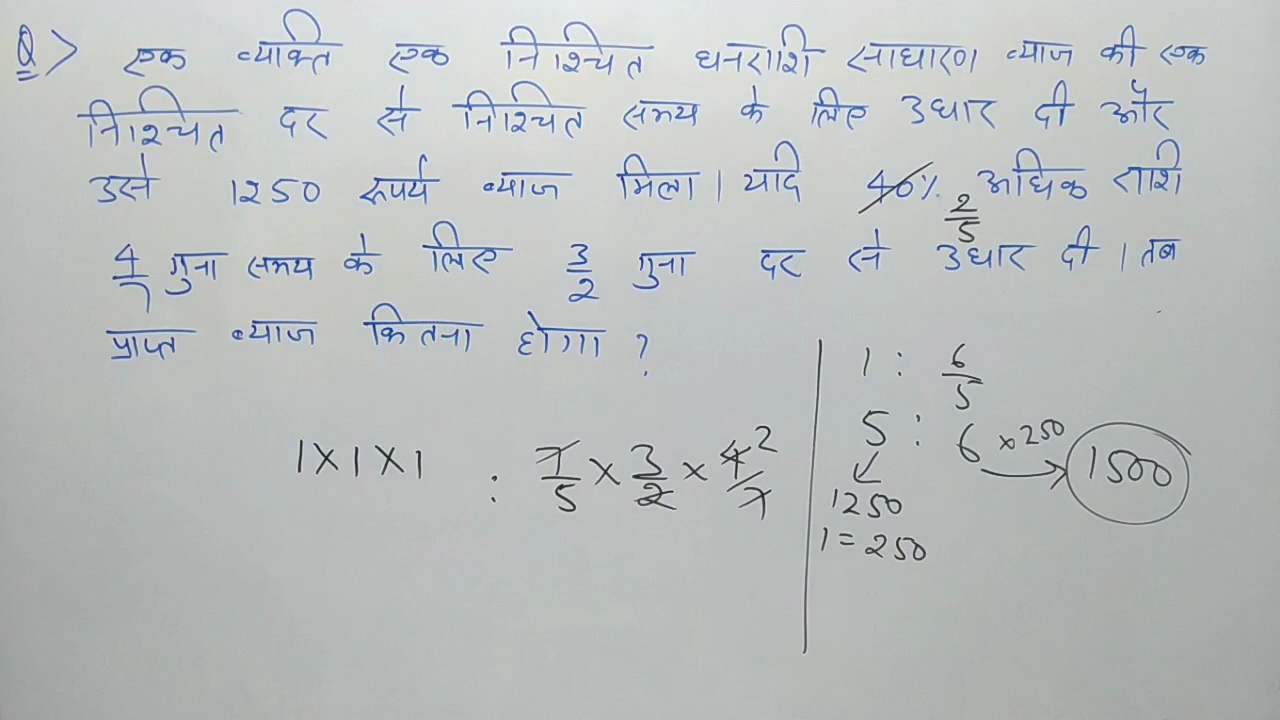 Q> एक व्यक्ति एक निश्चित धनराशि साधारण व्याज की एक
निश्चित दर से निश्चित समय के लिए उधार दी और
उसे 1250 रूपये व्याज मिला। यदि 40% 2/5 अधिक राशि
4/7 गुना समय के लिए 3/2 गुना दर से उधार दी। तब
प्राप्त व्याज कितना होगा ?
1×1×1 : 7/5 × 3/2 × 4/7 2
1 : 6/5
5 : 6 ×250 → 1500
1250
1 = 250